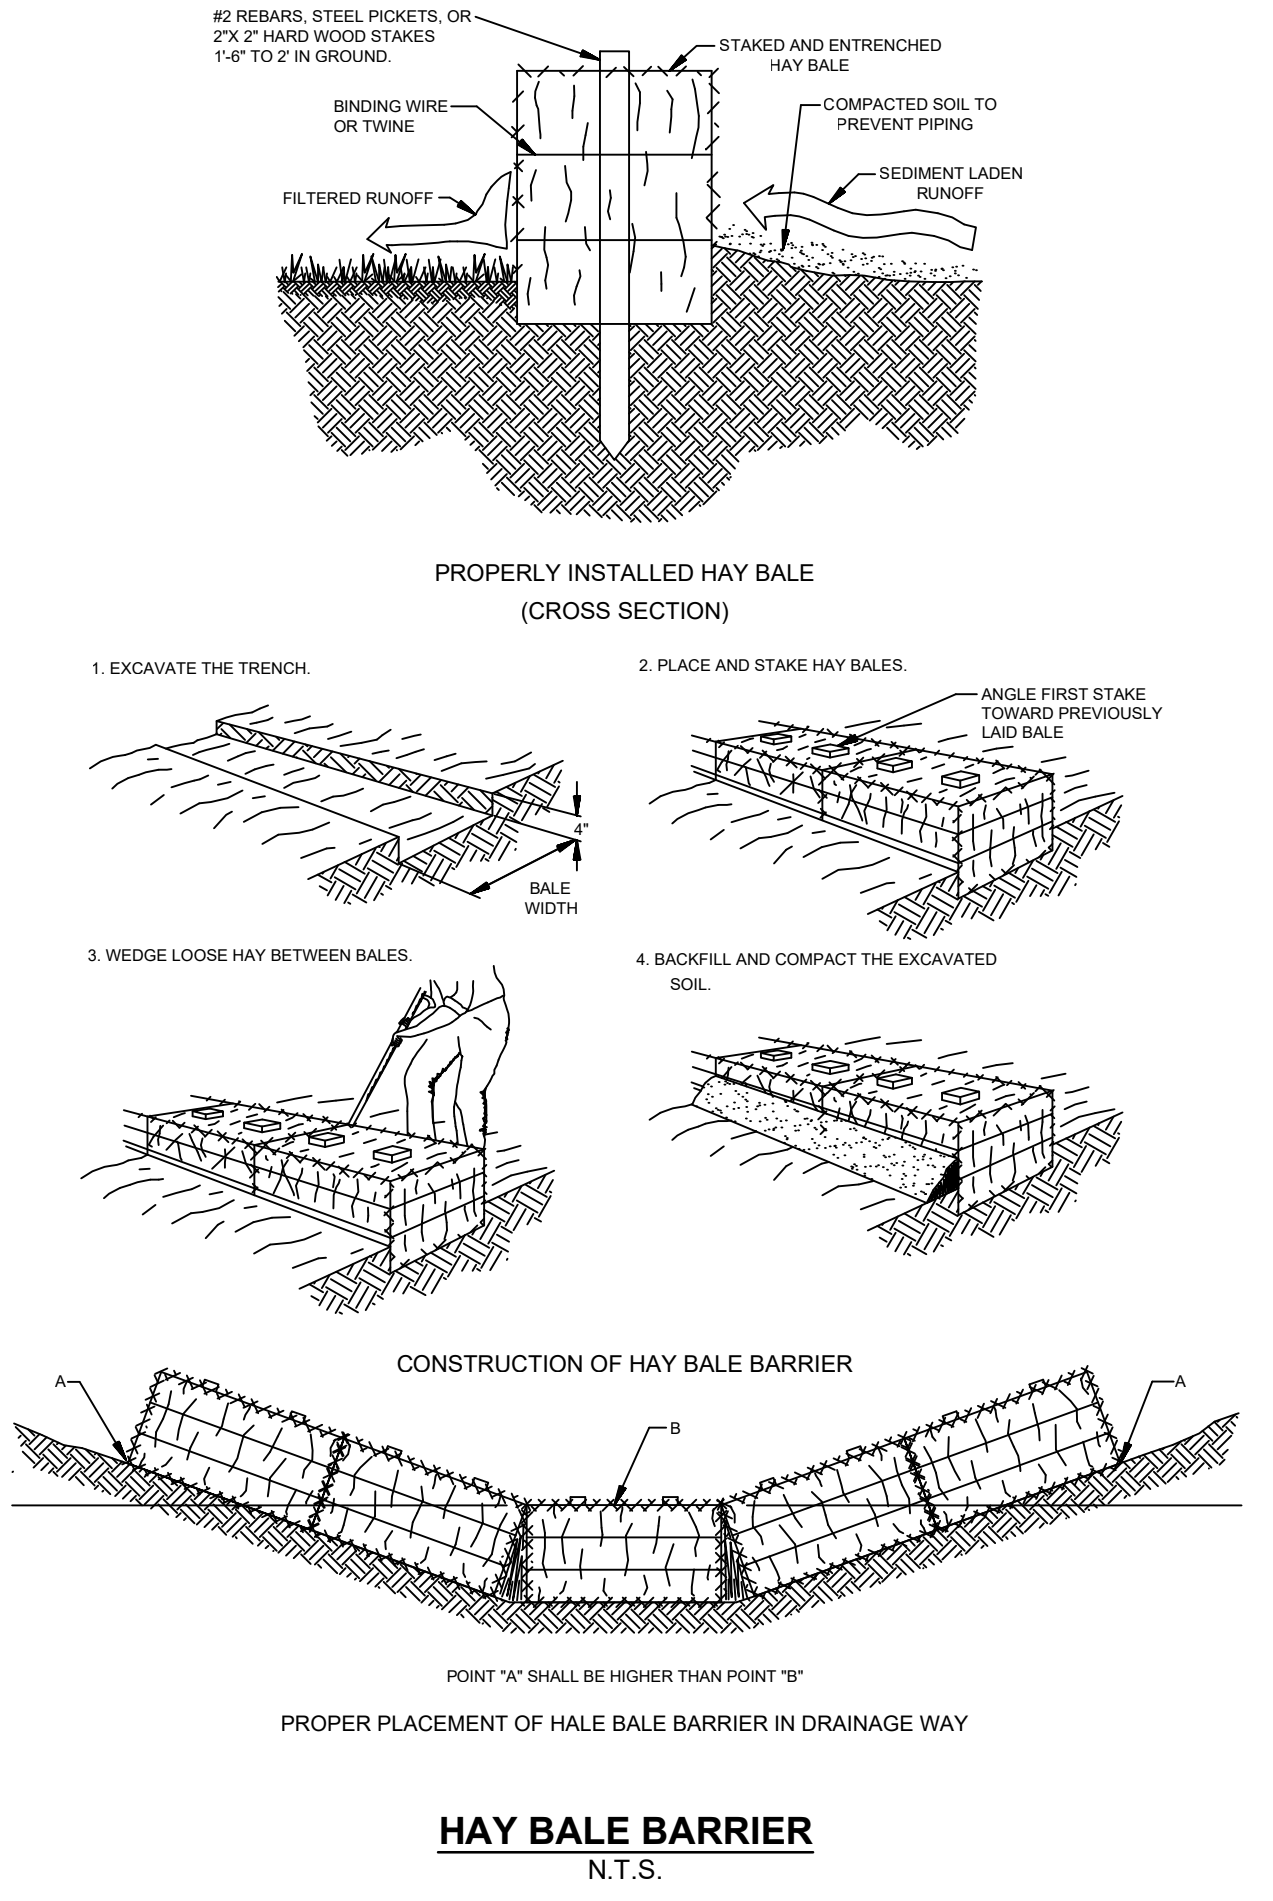 #2 REBARS, STEEL PICKETS, OR
2"X 2" HARD WOOD STAKES
1'-6" TO 2' IN GROUND.
STAKED AND ENTRENCHED
HAY BALE
BINDING WIRE
OR TWINE
COMPACTED SOIL TO
PREVENT PIPING
FILTERED RUNOFF
SEDIMENT LADEN
RUNOFF
PROPERLY INSTALLED HAY BALE
(CROSS SECTION)
1. EXCAVATE THE TRENCH.
4"
BALE
WIDTH
2. PLACE AND STAKE HAY BALES.
ANGLE FIRST STAKE
TOWARD PREVIOUSLY
LAID BALE
3. WEDGE LOOSE HAY BETWEEN BALES.
4. BACKFILL AND COMPACT THE EXCAVATED
SOIL.
CONSTRUCTION OF HAY BALE BARRIER
A
B
A
POINT "A" SHALL BE HIGHER THAN POINT "B"
PROPER PLACEMENT OF HALE BALE BARRIER IN DRAINAGE WAY
HAY BALE BARRIER
N.T.S.